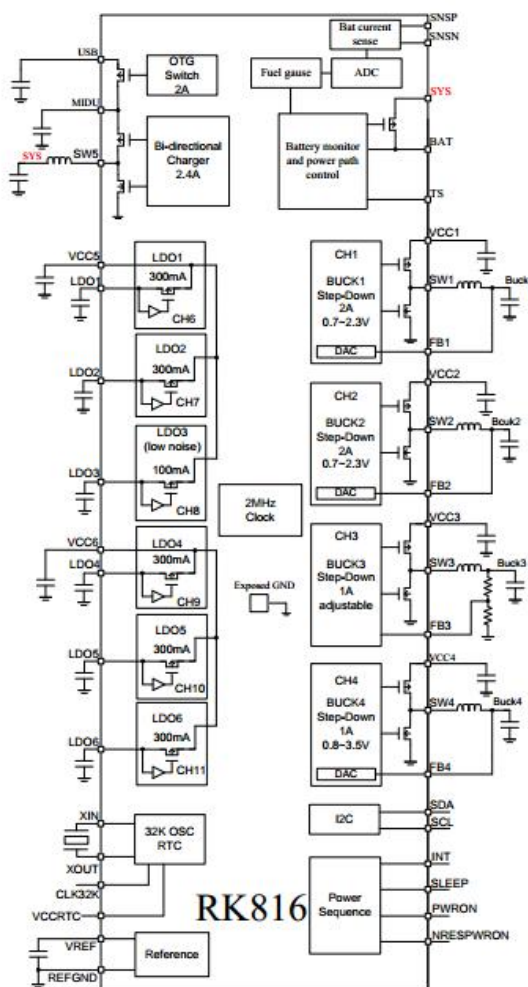 USB
MIDU
SYS
SW5
OTG
Switch
2A
Bi-directional
Charger
2.4A
Bat current
sense
SNSP
SNSN
Fuel gause
ADC
SYS
Battery monitor
and power path
control
BAT
TS
VCC5
LDO1
LDO1
300mA
CH6
LDO2
LDO2
300mA
CH7
LDO3
LDO3
(low noise)
100mA
CH8
VCC6
LDO4
LDO4
300mA
CH9
LDO5
LDO5
300mA
CH10
LDO6
LDO6
300mA
CH11
2MHz
Clock
Exposed GND
CH1
BUCK1
Step-Down
2A
0.7~2.3V
DAC
VCC1
SW1
Buck
FB1
CH2
BUCK2
Step-Down
2A
0.7~2.3V
DAC
VCC2
SW2
Bcuk2
FB2
CH3
BUCK3
Step-Down
1A
adjustable
VCC3
SW3
Buck3
FB3
CH4
BUCK4
Step-Down
1A
0.8~3.5V
DAC
VCC4
SW4
Buck4
FB4
XIN
XOUT
CLK32K
VCCRTC
32K OSC
RTC
VREF
REFGND
Reference
RK816
I2C
SDA
SCL
Power
Sequence
INT
SLEEP
PWRON
NRESPWRON